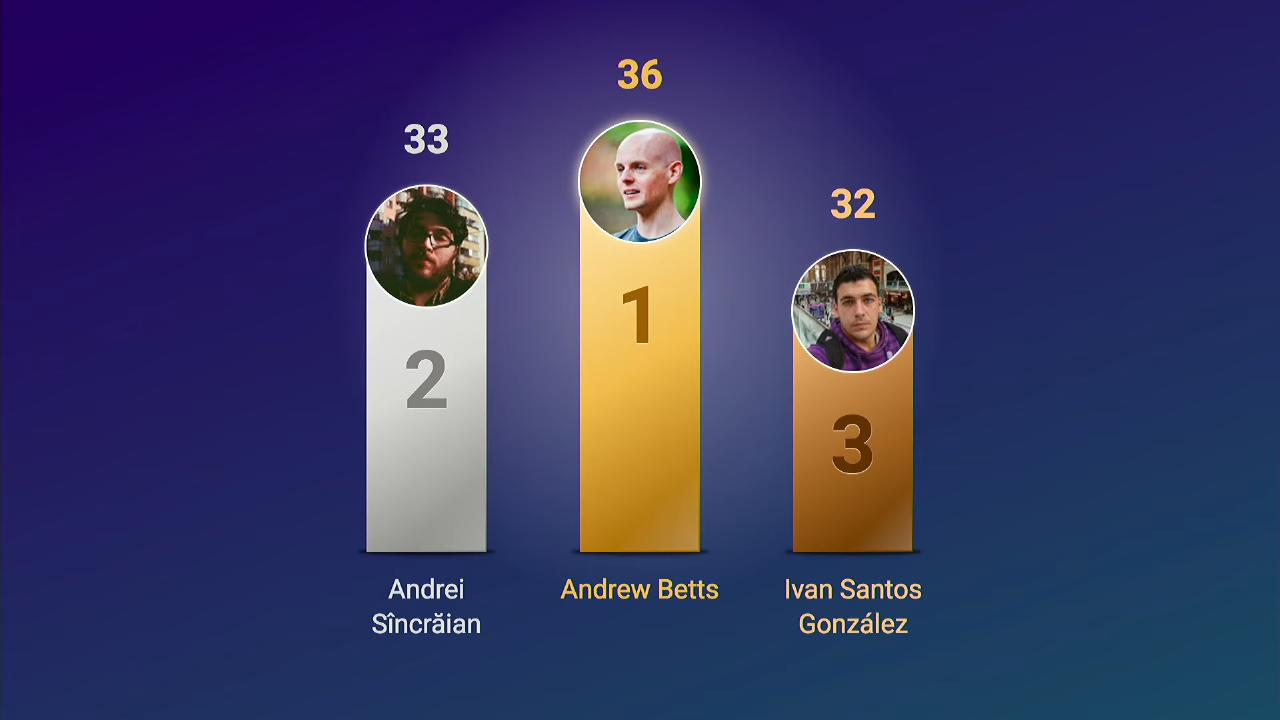 36
33
32
1
2
3
Andrei
Sîncrăian
Andrew Betts
Ivan Santos
González